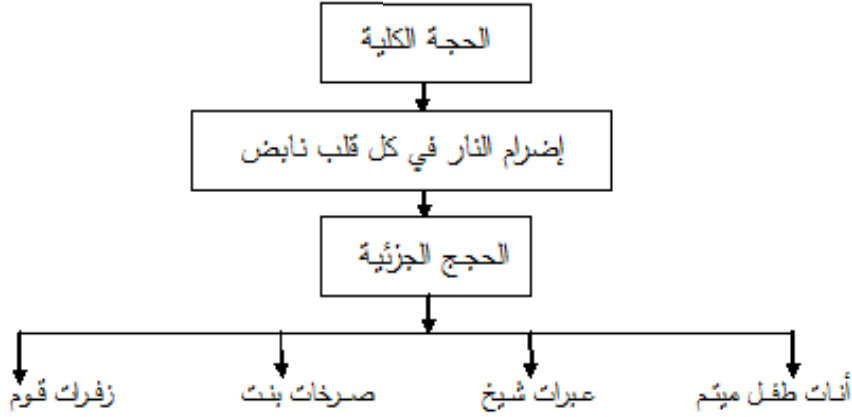 الحجة الكلية
إضرام النار في كل قلب نابض
الحجج الجزئية
أنات طفل ميتم
عبرات شيخ
صرخات بنت
زفرات قوم